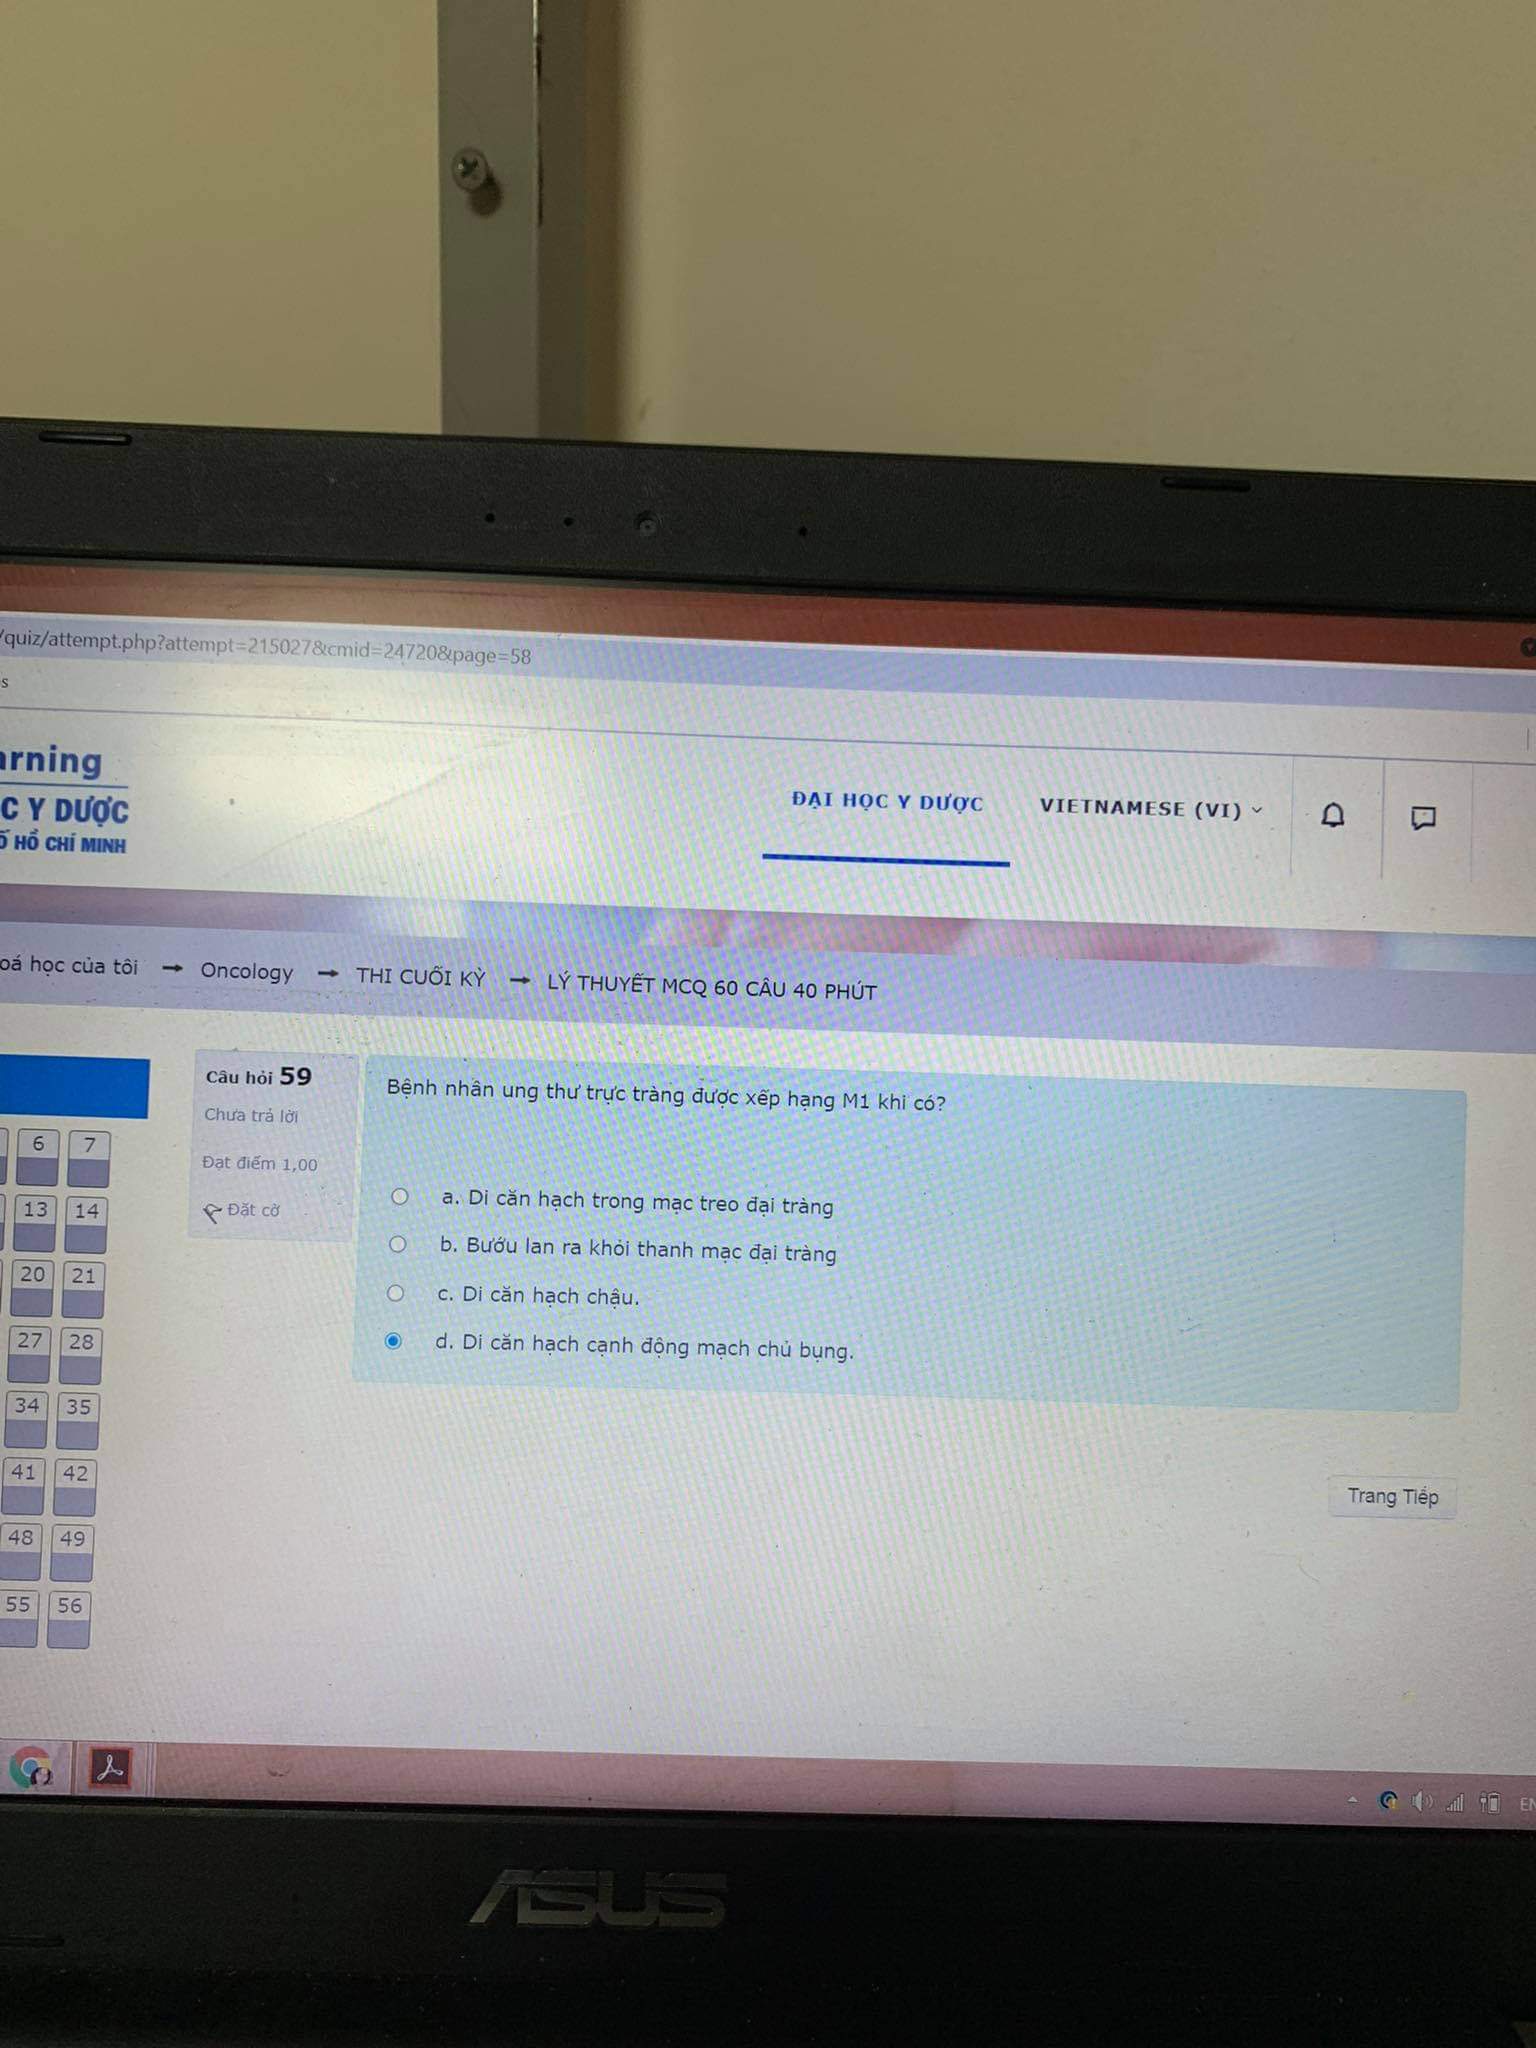 /quiz/attempt.php?attempt=215027&cmid=24720&page=58
s
arning
C Y DƯỢC
Ố HỒ CHÍ MINH
ĐẠI HỌC Y DƯỢC
VIETNAMESE (VI)
oá học của tôi → Oncology → THI CUỐI KỲ → LÝ THUYẾT MCQ 60 CÂU 40 PHÚT
Câu hỏi 59
Chưa trả lời
Đạt điểm 1,00
Đặt cờ
Bệnh nhân ung thư trực tràng được xếp hạng M1 khi có?
a. Di căn hạch trong mạc treo đại tràng
b. Bướu lan ra khỏi thanh mạc đại tràng
c. Di căn hạch chậu.
d. Di căn hạch cạnh động mạch chủ bụng.
6 7
13 14
20 21
27 28
34 35
41 42
48 49
55 56
Trang Tiếp
EN
ASUS